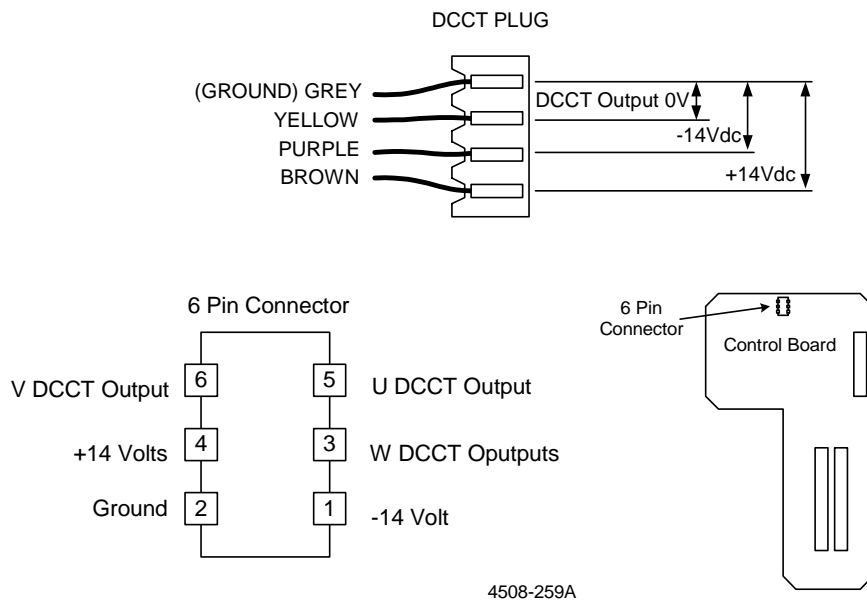 DCCT PLUG
(GROUND) GREY
YELLOW
PURPLE
BROWN
DCCT Output 0V
-14Vdc
+14Vdc
6 Pin Connector
V DCCT Output
6
5
U DCCT Output
+14 Volts
4
3
W DCCT Oputputs
Ground
2
1
-14 Volt
6 Pin
Connector
Control Board
4508-259A